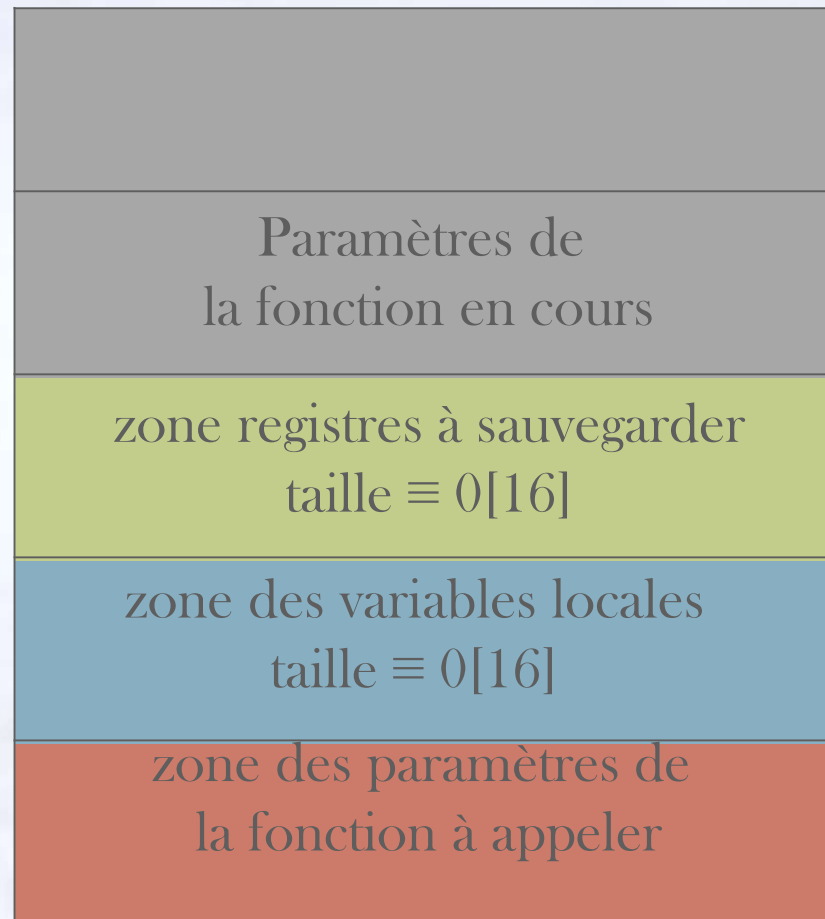 Paramètres de
la fonction en cours
zone registres à sauvegarder
taille ≡ 0[16]
zone des variables locales
taille ≡ 0[16]
zone des paramètres de
la fonction à appeler